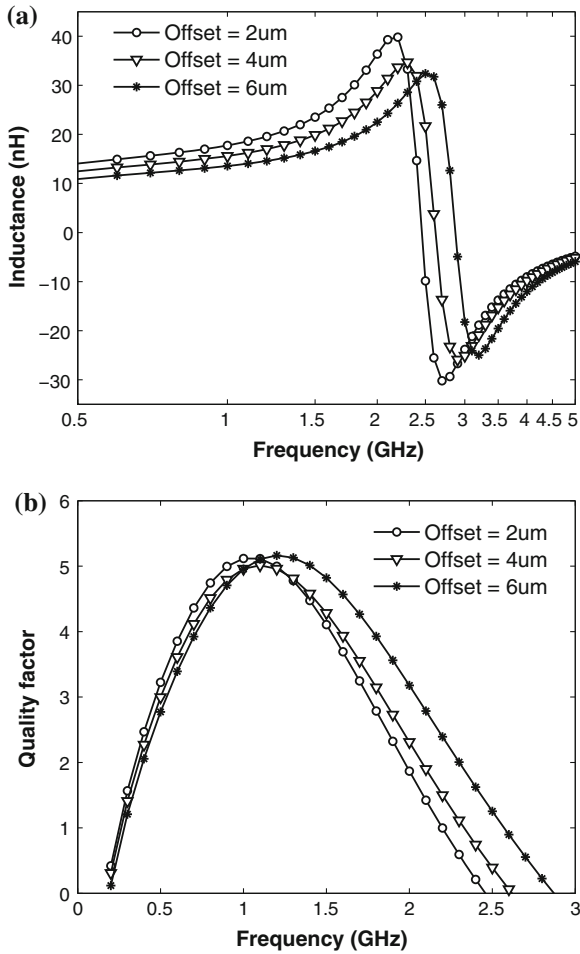 (a)
40
30
20
10
0
-10
-20
-30
Inductance (nH)
Offset = 2um
Offset = 4um
Offset = 6um
0.5 1 1.5 2 2.5 3 3.5 4 4.5 5
Frequency (GHz)
(b)
6
5
4
3
2
1
0
Quality factor
Offset = 2um
Offset = 4um
Offset = 6um
0 0.5 1 1.5 2 2.5 3
Frequency (GHz)